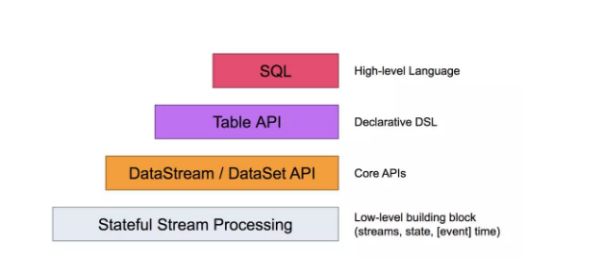 SQL
High-level Language
Table API
Declarative DSL
DataStream / DataSet API
Core APIs
Stateful Stream Processing
Low-level building block
(streams, state, [event] time)